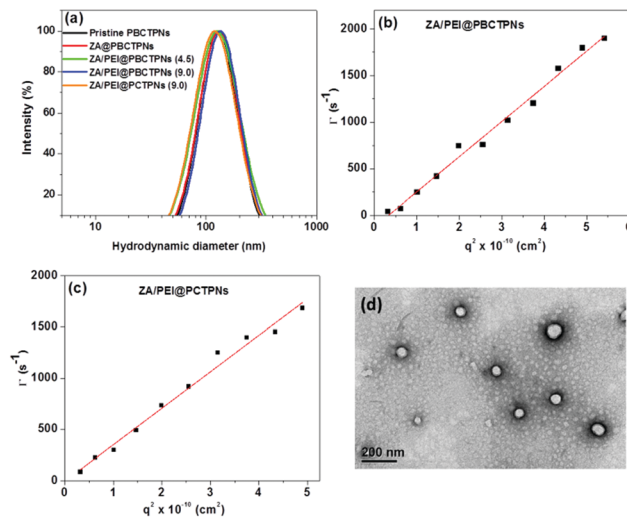 (a)
Pristine PBCTPNs
ZA@PBCTPNs
ZA/PEI@PBCTPNs (4.5)
ZA/PEI@PBCTPNs (9.0)
ZA/PEI@PCTPNs (9.0)
100
80
60
40
20
Intensity (%)
10
100
1000
Hydrodynamic diameter (nm)
(b)
ZA/PEI@PBCTPNs
2000
1500
1000
500
0
Γ (s⁻¹)
0 1 2 3 4 5 6
q² x 10⁻¹⁰ (cm²)
(c)
ZA/PEI@PCTPNs
2000
1500
1000
500
0
Γ (s⁻¹)
0 1 2 3 4 5
q² x 10⁻¹⁰ (cm²)
(d)
200 nm